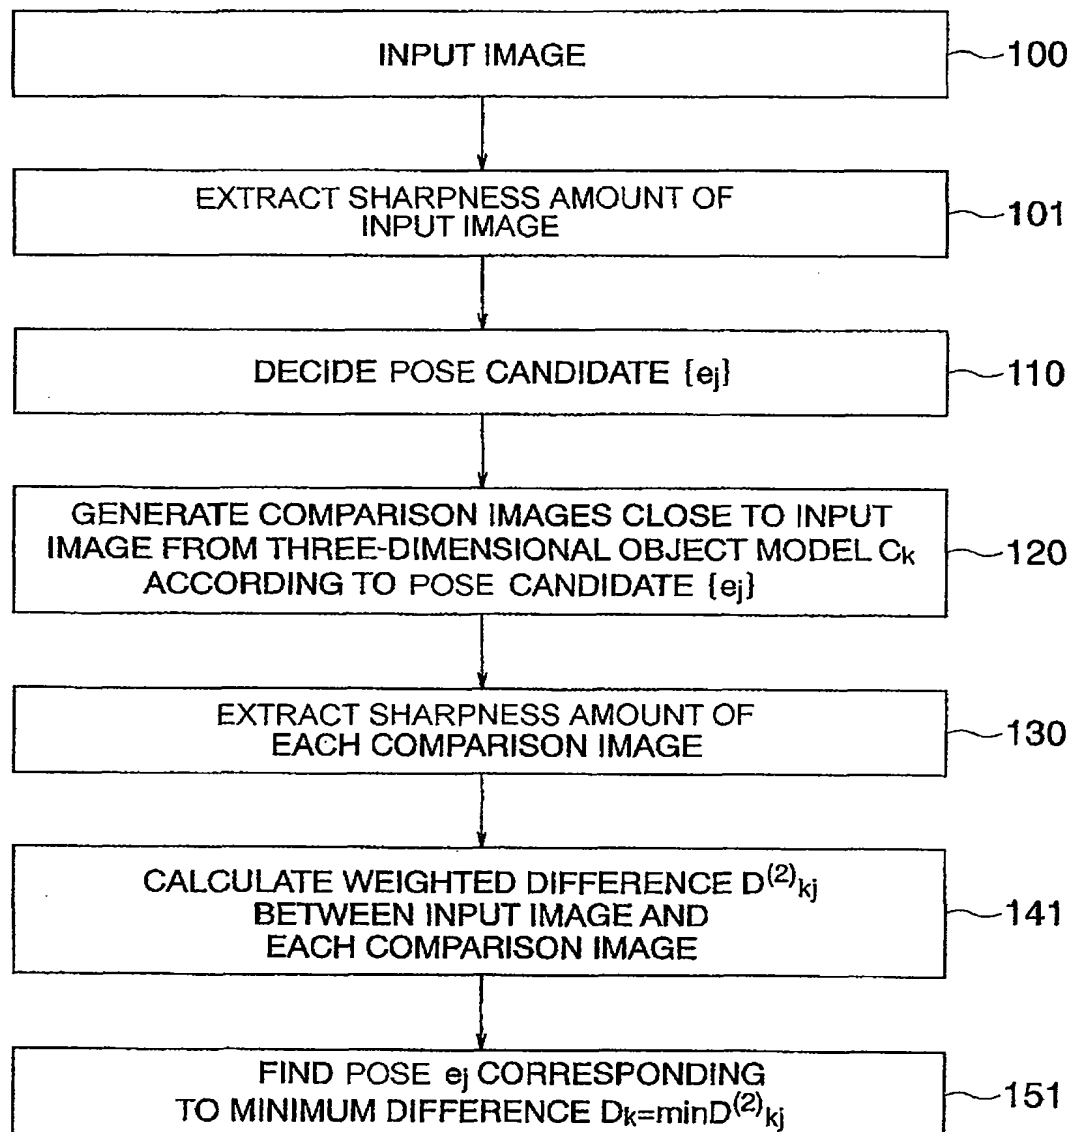 INPUT IMAGE
100
EXTRACT SHARPNESS AMOUNT OF
INPUT IMAGE
101
DECIDE POSE CANDIDATE {ej}
110
GENERATE COMPARISON IMAGES CLOSE TO INPUT
IMAGE FROM THREE-DIMENSIONAL OBJECT MODEL Ck
ACCORDING TO POSE CANDIDATE {ej}
120
EXTRACT SHARPNESS AMOUNT OF
EACH COMPARISON IMAGE
130
CALCULATE WEIGHTED DIFFERENCE D(2)kj
BETWEEN INPUT IMAGE AND
EACH COMPARISON IMAGE
141
FIND POSE ej CORRESPONDING
TO MINIMUM DIFFERENCE Dk=minD(2)kj
151